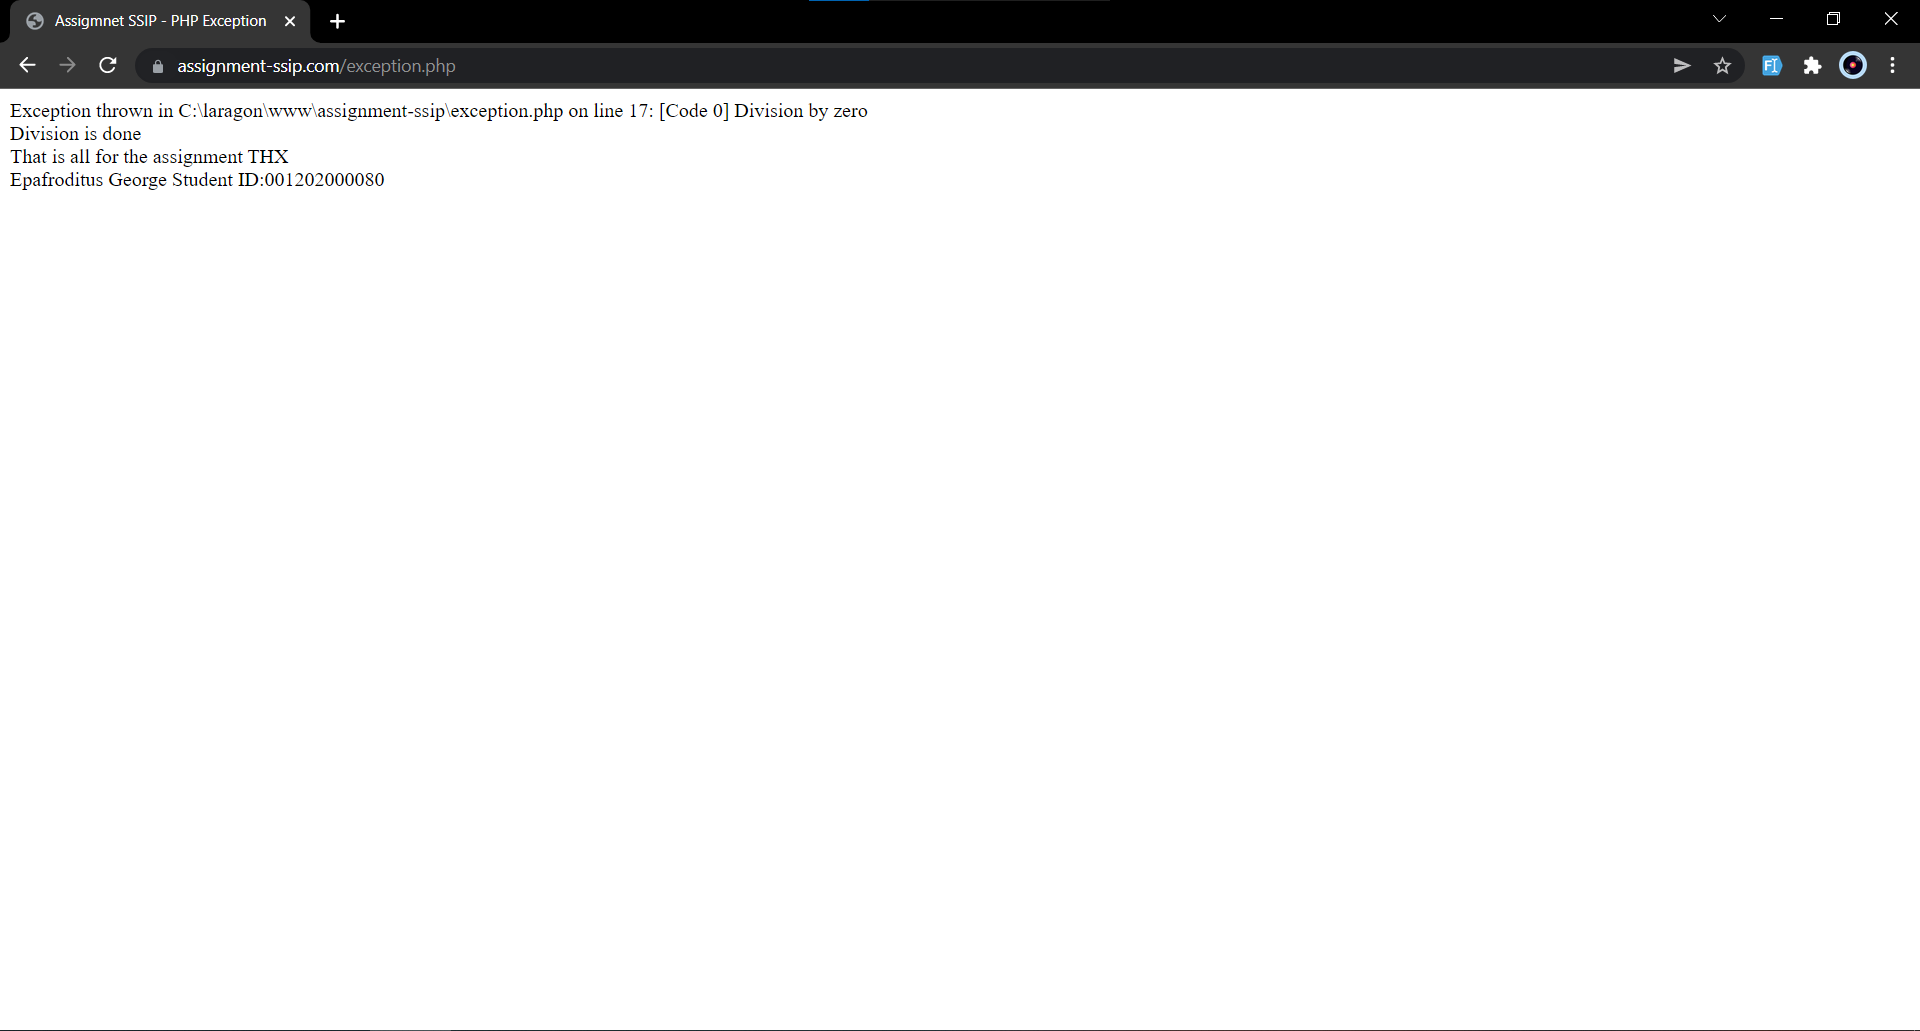 Assigmnet SSIP - PHP Exception
assignment-ssip.com/exception.php
FI
Exception thrown in C:\laragon\www\assignment-ssip\exception.php on line 17: [Code 0] Division by zero
Division is done
That is all for the assignment THX
Epafroditus George Student ID:001202000080